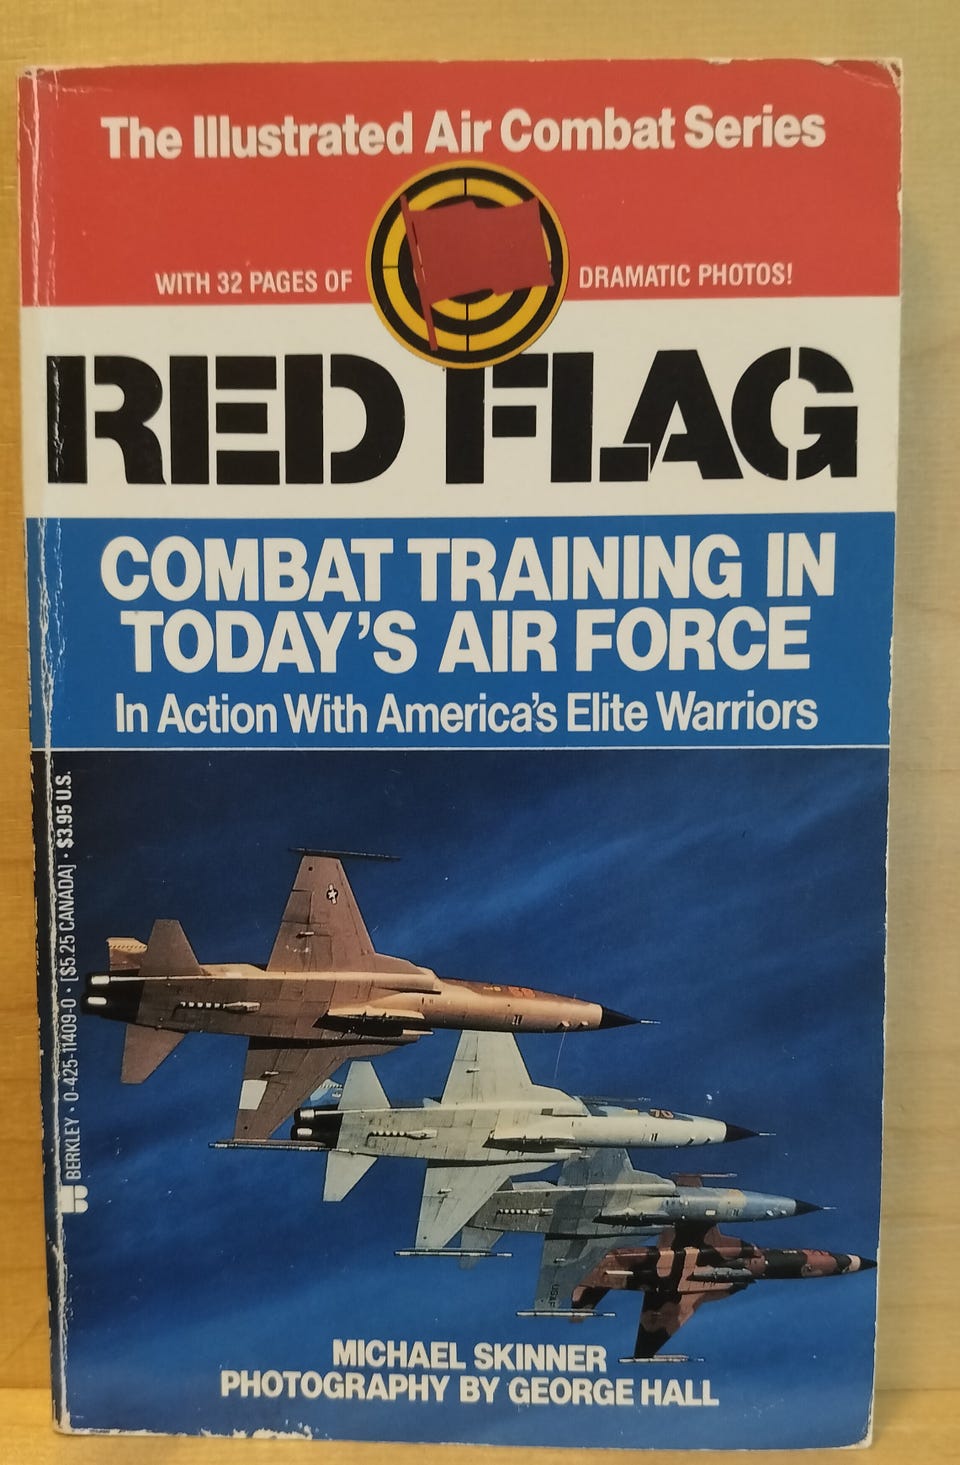 The Illustrated Air Combat Series
WITH 32 PAGES OF DRAMATIC PHOTOS!
RED FLAG
COMBAT TRAINING IN
TODAY'S AIR FORCE
In Action With America's Elite Warriors
BERKLEY • 0-425-11409-0 • [$5.25 CANADA] • $3.95 U.S.
USAF
MICHAEL SKINNER
PHOTOGRAPHY BY GEORGE HALL